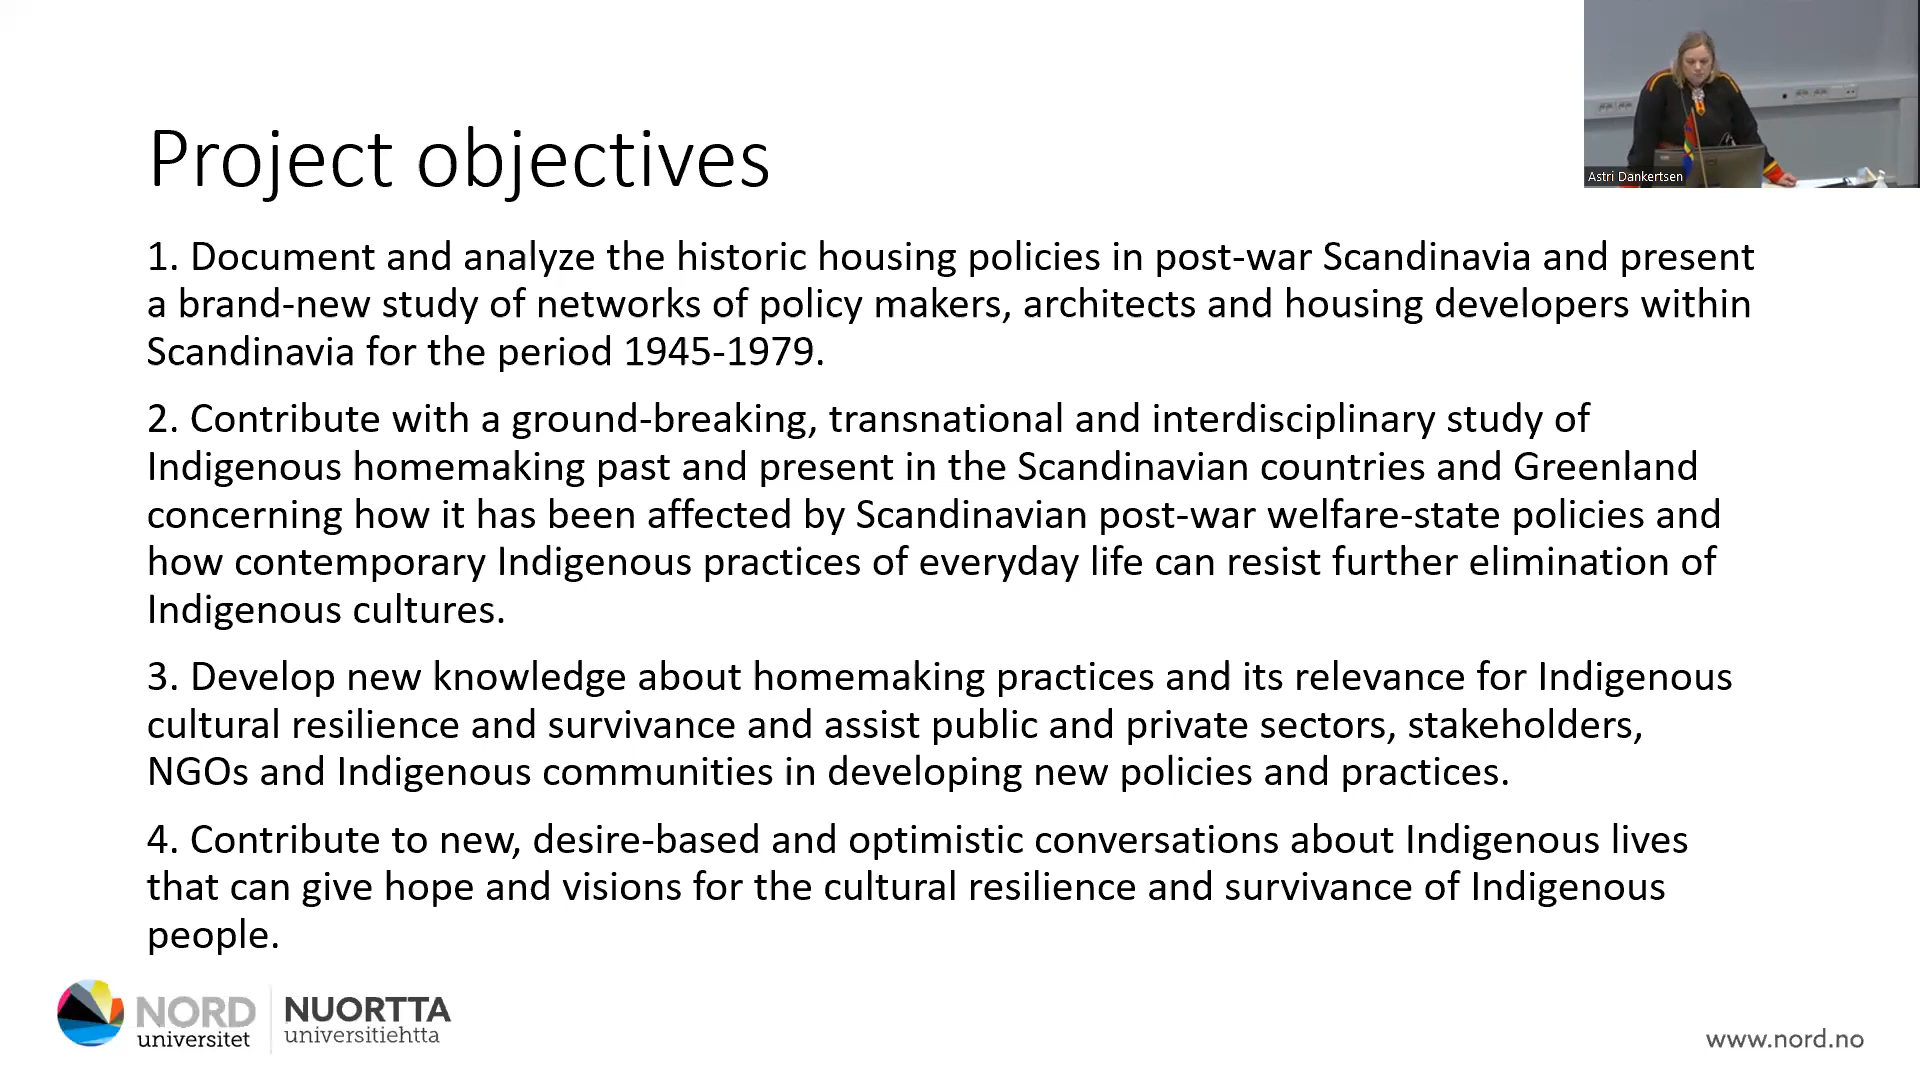 Project objectives
Astri Dankertsen
1. Document and analyze the historic housing policies in post-war Scandinavia and present
a brand-new study of networks of policy makers, architects and housing developers within
Scandinavia for the period 1945-1979.
2. Contribute with a ground-breaking, transnational and interdisciplinary study of
Indigenous homemaking past and present in the Scandinavian countries and Greenland
concerning how it has been affected by Scandinavian post-war welfare-state policies and
how contemporary Indigenous practices of everyday life can resist further elimination of
Indigenous cultures.
3. Develop new knowledge about homemaking practices and its relevance for Indigenous
cultural resilience and survivance and assist public and private sectors, stakeholders,
NGOs and Indigenous communities in developing new policies and practices.
4. Contribute to new, desire-based and optimistic conversations about Indigenous lives
that can give hope and visions for the cultural resilience and survivance of Indigenous
people.
NORD
universitet
NUORTTA
universitiehtta
www.nord.no